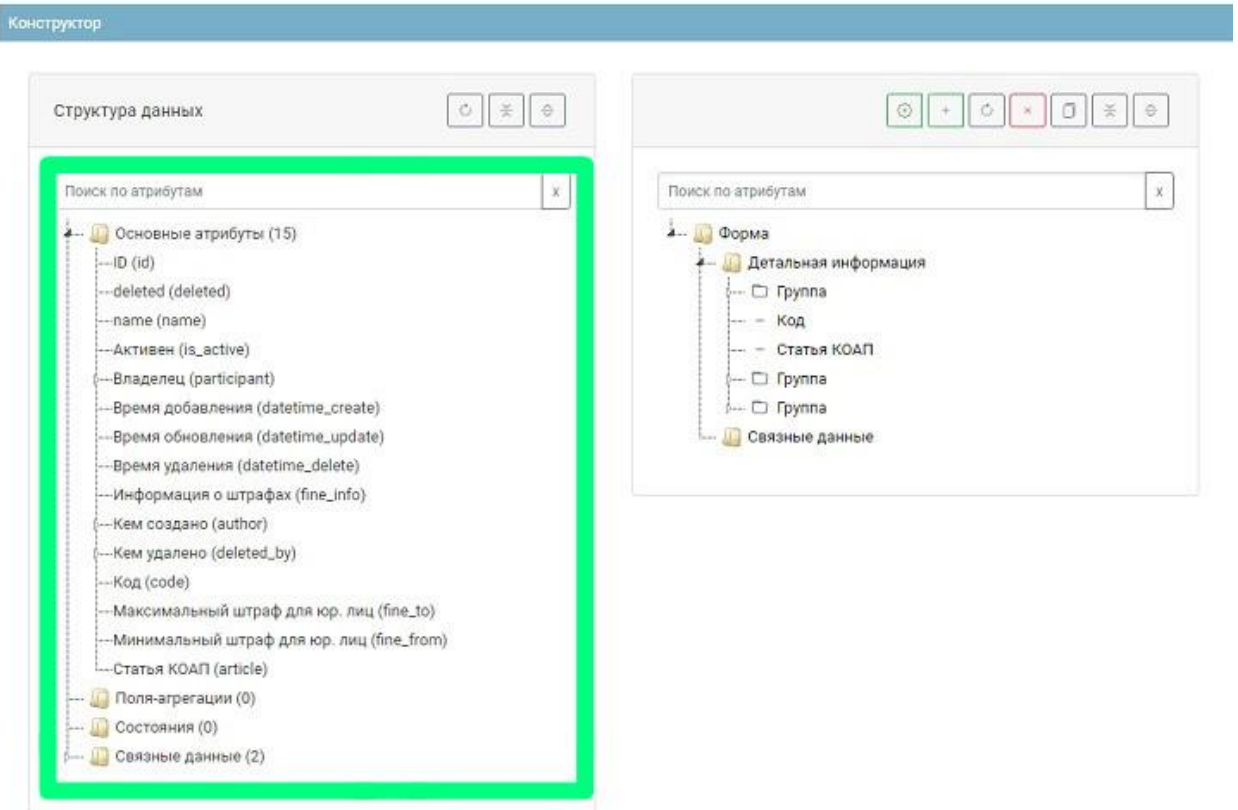 Конструктор
Структура данных
Поиск по атрибутам
x
Основные атрибуты (15)
ID (id)
deleted (deleted)
name (name)
Активен (is_active)
Владелец (participant)
Время добавления (datetime_create)
Время обновления (datetime_update)
Время удаления (datetime_delete)
Информация о штрафах (fine_info)
Кем создано (author)
Кем удалено (deleted_by)
Код (code)
Максимальный штраф для юр. лиц (fine_to)
Минимальный штраф для юр. лиц (fine_from)
Статья КОАП (article)
Поля-агрегации (0)
Состояния (0)
Связные данные (2)
Поиск по атрибутам
x
Форма
Детальная информация
Группа
Код
Статья КОАП
Группа
Группа
Связные данные